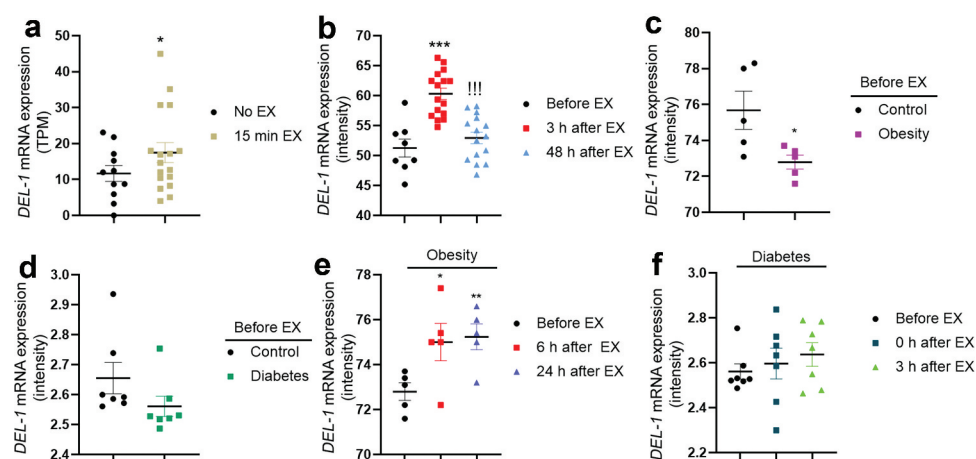 a
DEL-1 mRNA expression
(TPM)
50
40
30
20
10
0
*
No EX
15 min EX
b
DEL-1 mRNA expression
(intensity)
70
65
60
55
50
45
40
***
!!!
Before EX
3 h after EX
48 h after EX
c
DEL-1 mRNA expression
(intensity)
80
78
76
74
72
70
*
Before EX
Control
Obesity
d
DEL-1 mRNA expression
(intensity)
3.0
2.9
2.8
2.7
2.6
2.5
2.4
Before EX
Control
Diabetes
e
Obesity
DEL-1 mRNA expression
(intensity)
78
76
74
72
70
*
**
Before EX
6 h after EX
24 h after EX
f
Diabetes
DEL-1 mRNA expression
(intensity)
3.0
2.8
2.6
2.4
2.2
Before EX
0 h after EX
3 h after EX